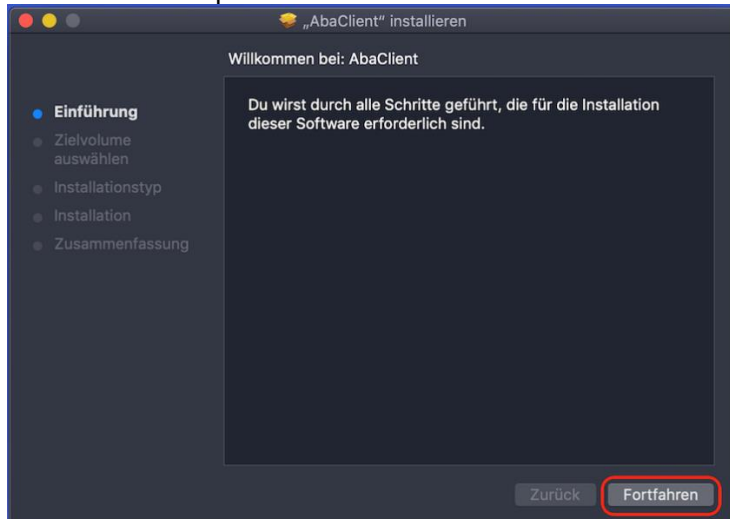 „AbaClient“ installieren
Willkommen bei: AbaClient
Einführung
Zielvolume
auswählen
Installationstyp
Installation
Zusammenfassung
Du wirst durch alle Schritte geführt, die für die Installation
dieser Software erforderlich sind.
Zurück
Fortfahren